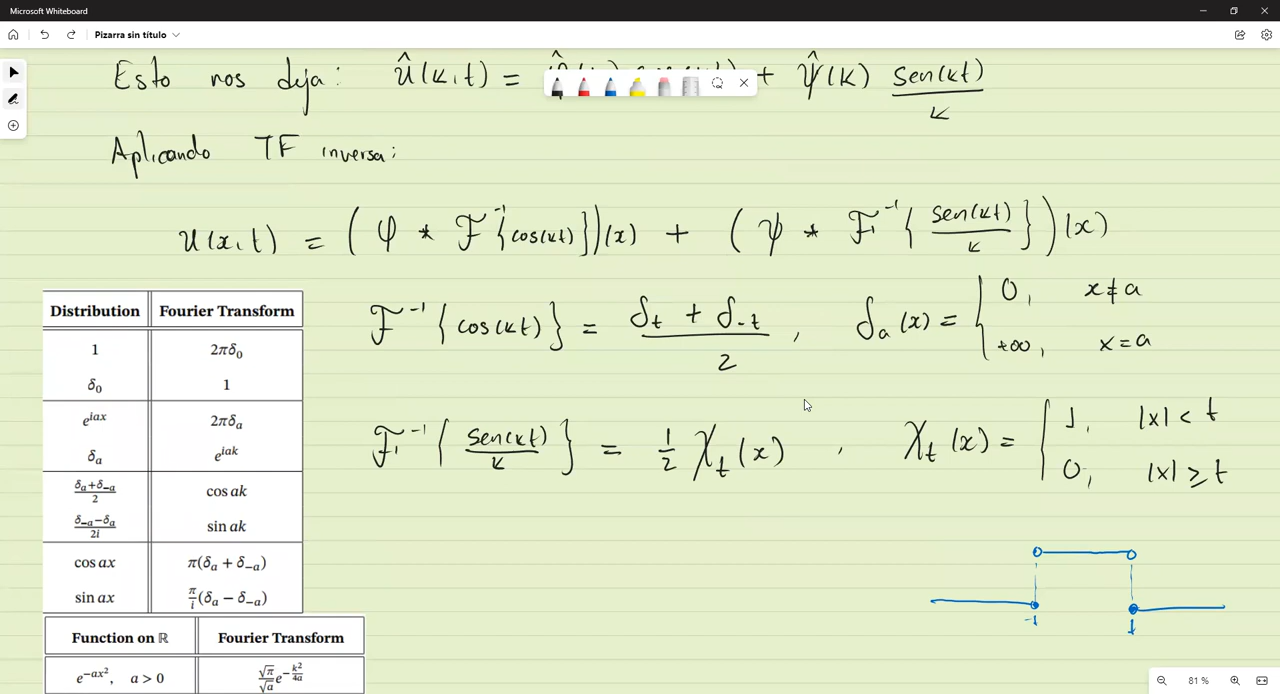 Microsoft Whiteboard
Pizarra sin título
Esto nos deja: û(k,t) = + ψ̂(k) sen(kt)/k
Aplicando TF inversa:
u(x,t) = (φ * ℱ⁻¹{cos(kt)})(x) + (ψ * ℱ⁻¹{sen(kt)/k})(x)
ℱ⁻¹{cos(kt)} = (δ_t + δ_-t)/2, δ_a(x) = { 0, x≠a
+∞, x=a
ℱ⁻¹{sen(kt)/k} = 1/2 χ_t(x), χ_t(x) = { 1, |x| < t
0, |x| ≥ t
-t t
Distribution Fourier Transform
1 2πδ₀
δ₀ 1
e^{iax} 2πδ_a
δ_a e^{iak}
(δ_a+δ_-a)/2 cos ak
(δ_-a−δ_a)/2i sin ak
cos ax π(δ_a + δ_-a)
sin ax π/i(δ_a − δ_-a)
Function on ℝ Fourier Transform
e^{-ax²}, a > 0 √π/√a e^{-k²/4a}
81 %